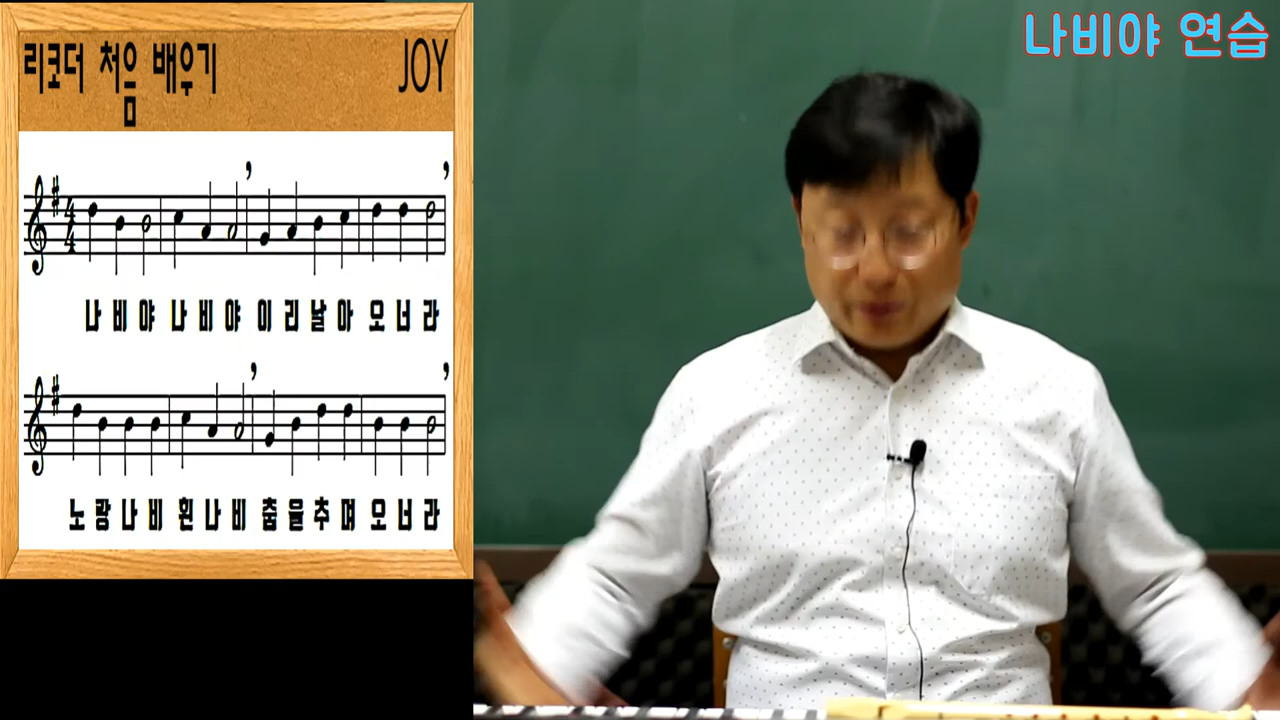 리코더 처음 배우기 JOY
나비야 연습
나 비 야 나 비 야 이 리 날 아 오 너 라
노 랑 나 비 흰 나 비 춤 을 추 며 오 너 라